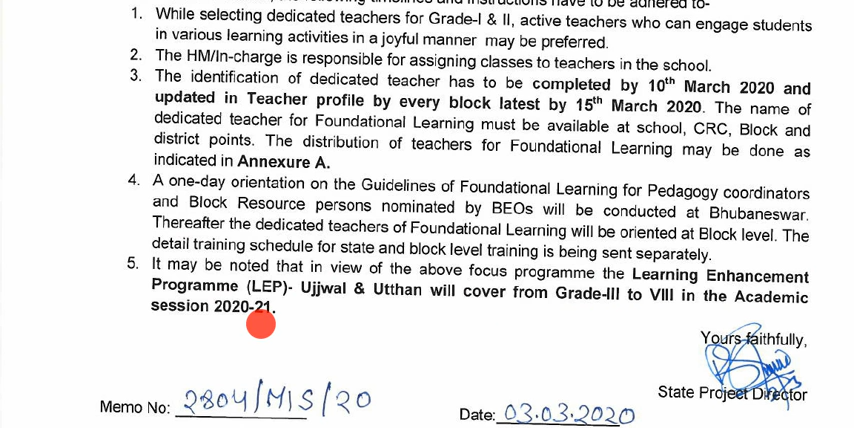 to be adhered to-
1. While selecting dedicated teachers for Grade-I & II, active teachers who can engage students
in various learning activities in a joyful manner may be preferred.
2. The HM/In-charge is responsible for assigning classes to teachers in the school.
3. The identification of dedicated teacher has to be completed by 10th March 2020 and
updated in Teacher profile by every block latest by 15th March 2020. The name of
dedicated teacher for Foundational Learning must be available at school, CRC, Block and
district points. The distribution of teachers for Foundational Learning may be done as
indicated in Annexure A.
4. A one-day orientation on the Guidelines of Foundational Learning for Pedagogy coordinators
and Block Resource persons nominated by BEOs will be conducted at Bhubaneswar.
Thereafter the dedicated teachers of Foundational Learning will be oriented at Block level. The
detail training schedule for state and block level training is being sent separately.
5. It may be noted that in view of the above focus programme the Learning Enhancement
Programme (LEP)- Ujjwal & Utthan will cover from Grade-III to VIII in the Academic
session 2020-21.
Yours faithfully,
State Project Director
Memo No: 2804/MIS/20
Date: 03.03.2020